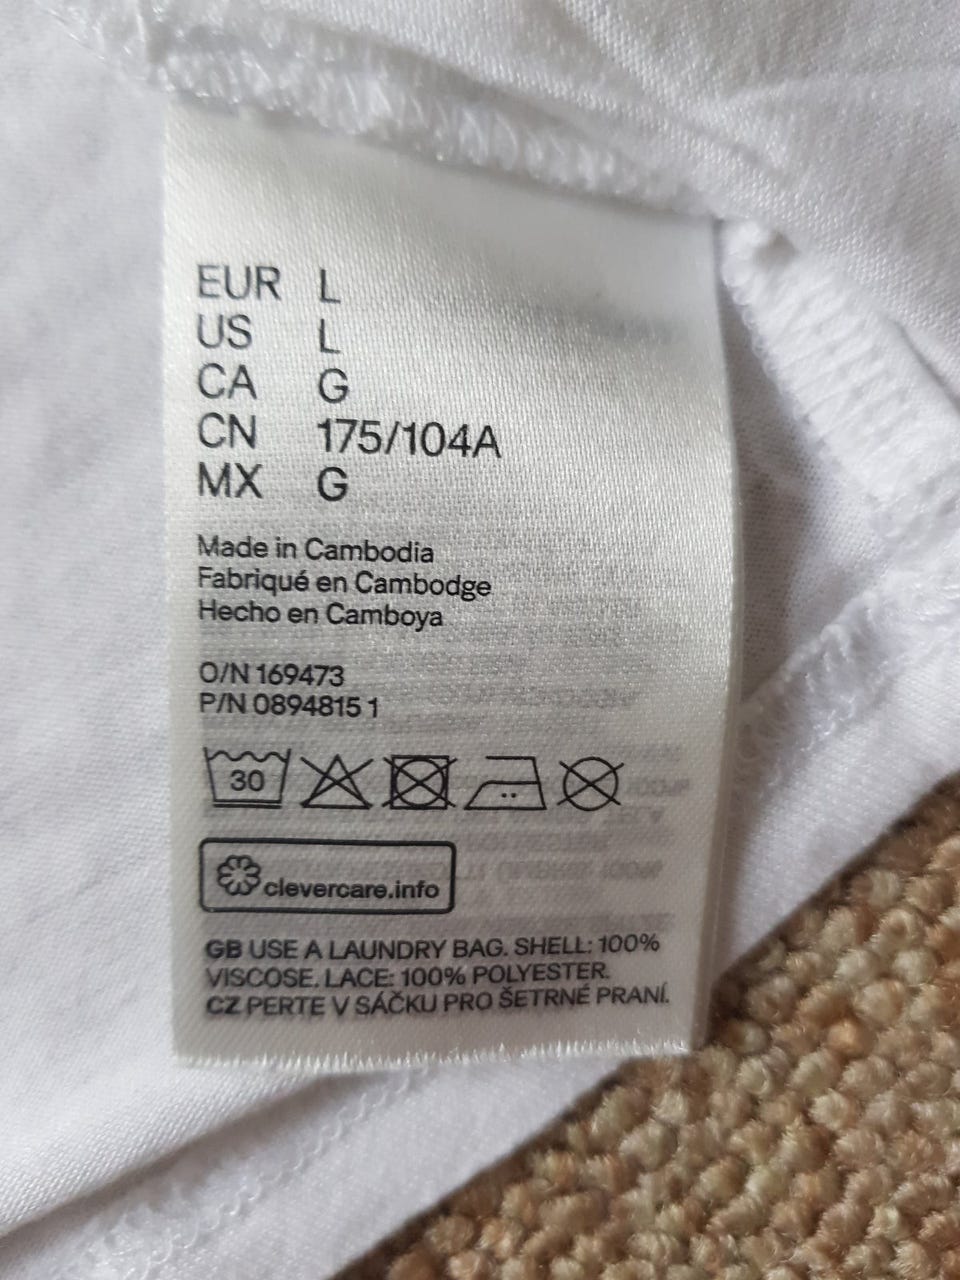 EUR L
US L
CA G
CN 175/104A
MX G
Made in Cambodia
Fabriqué en Cambodge
Hecho en Camboya
O/N 169473
P/N 0894815 1
30
clevercare.info
GB USE A LAUNDRY BAG. SHELL: 100%
VISCOSE. LACE: 100% POLYESTER.
CZ PERTE V SÁČKU PRO ŠETRNÉ PRANÍ.